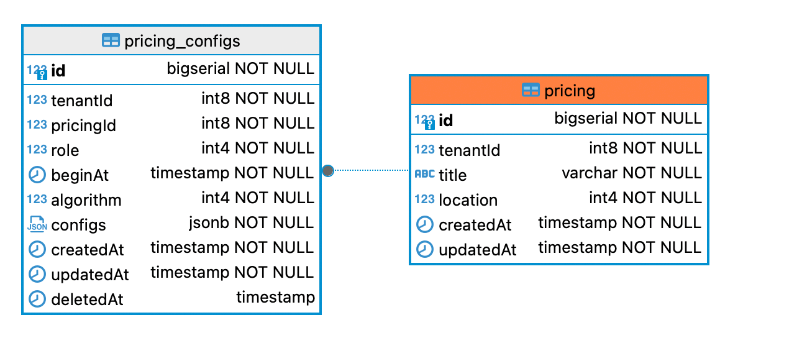 pricing_configs
123 id bigserial NOT NULL
123 tenantId int8 NOT NULL
123 pricingId int8 NOT NULL
123 role int4 NOT NULL
beginAt timestamp NOT NULL
123 algorithm int4 NOT NULL
JSON configs jsonb NOT NULL
createdAt timestamp NOT NULL
updatedAt timestamp NOT NULL
deletedAt timestamp
pricing
123 id bigserial NOT NULL
123 tenantId int8 NOT NULL
ABC title varchar NOT NULL
123 location int4 NOT NULL
createdAt timestamp NOT NULL
updatedAt timestamp NOT NULL